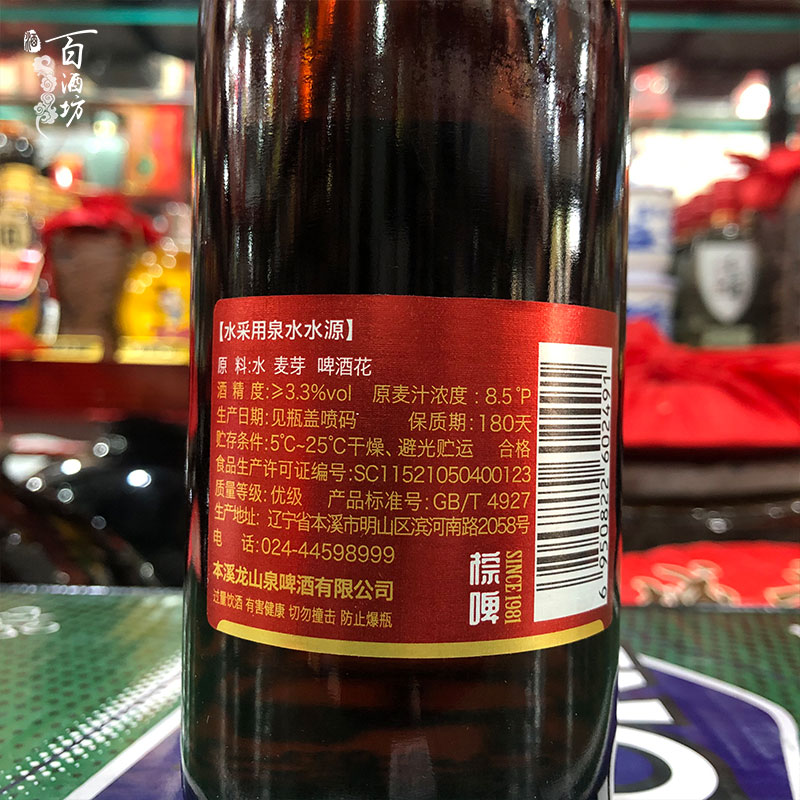 酒
百酒坊
【水采用泉水水源】
原 料:水 麦芽 啤酒花
酒 精 度:≥3.3%vol 原麦汁浓度:8.5°P
生产日期:见瓶盖喷码 保质期:180天
贮存条件:5℃~25℃干燥、避光贮运 合格
食品生产许可证编号:SC11521050400123
质量等级:优级 产品标准号:GB/T 4927
生产地址: 辽宁省本溪市明山区滨河南路2058号
电 话:024-44598999
本溪龙山泉啤酒有限公司
过量饮酒 有害健康 切勿撞击 防止爆瓶
棕啤
SINCE 1981
6950822602491